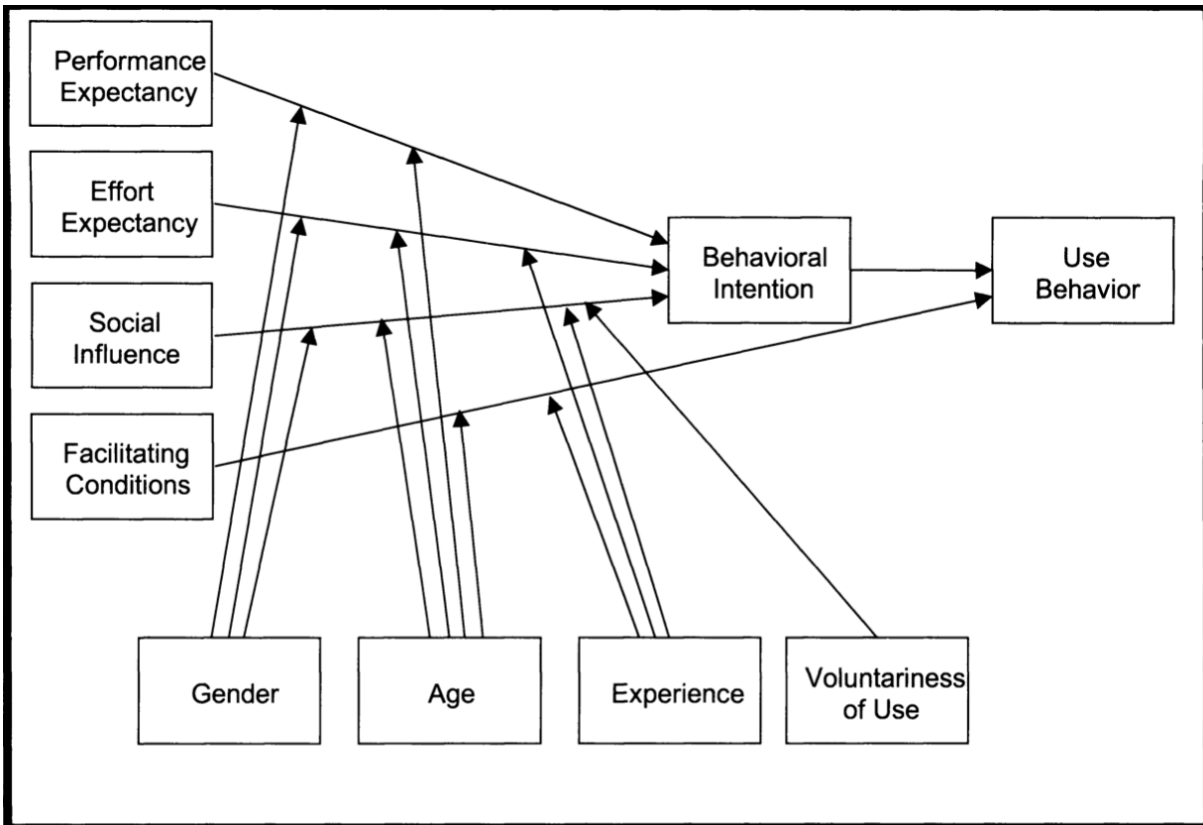 Performance
Expectancy
Effort
Expectancy
Social
Influence
Facilitating
Conditions
Behavioral
Intention
Use
Behavior
Gender
Age
Experience
Voluntariness
of Use